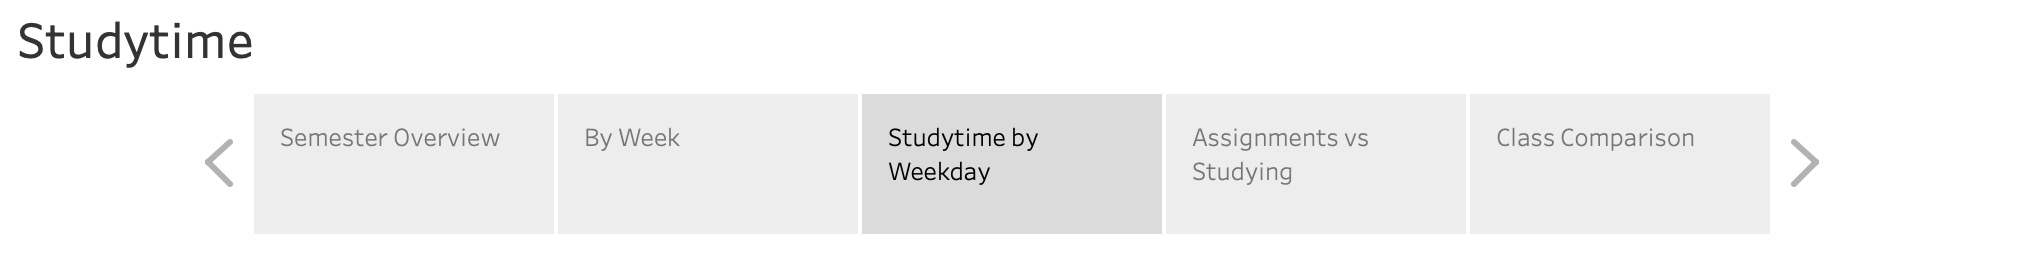 Studytime
Semester Overview
By Week
Studytime by
Weekday
Assignments vs
Studying
Class Comparison